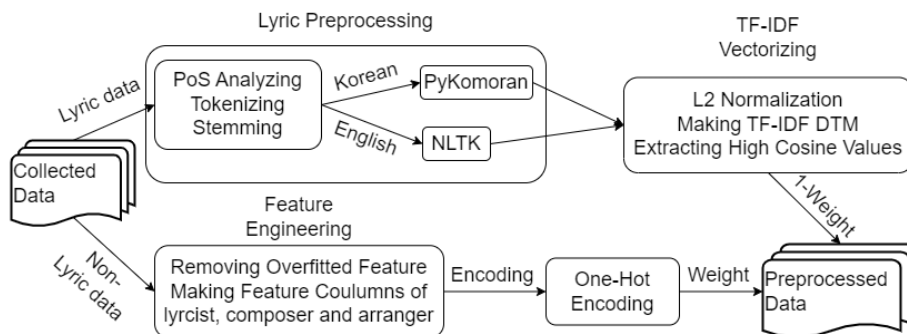 Lyric Preprocessing
TF-IDF
Vectorizing
Lyric data
PoS Analyzing
Tokenizing
Stemming
Korean
PyKomoran
English
NLTK
L2 Normalization
Making TF-IDF DTM
Extracting High Cosine Values
Collected
Data
1-Weight
Feature
Engineering
Non-
Lyric data
Removing Overfitted Feature
Making Feature Coulumns of
lyrcist, composer and arranger
Encoding
One-Hot
Encoding
Weight
Preprocessed
Data